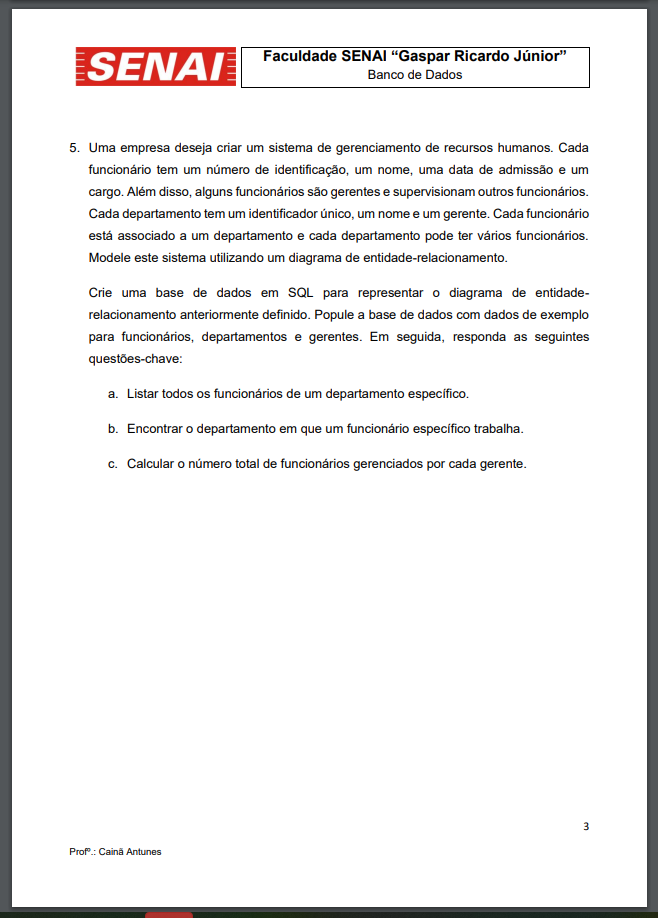 SENAI
Faculdade SENAI “Gaspar Ricardo Júnior”
Banco de Dados
5. Uma empresa deseja criar um sistema de gerenciamento de recursos humanos. Cada
funcionário tem um número de identificação, um nome, uma data de admissão e um
cargo. Além disso, alguns funcionários são gerentes e supervisionam outros funcionários.
Cada departamento tem um identificador único, um nome e um gerente. Cada funcionário
está associado a um departamento e cada departamento pode ter vários funcionários.
Modele este sistema utilizando um diagrama de entidade-relacionamento.
Crie uma base de dados em SQL para representar o diagrama de entidade-
relacionamento anteriormente definido. Popule a base de dados com dados de exemplo
para funcionários, departamentos e gerentes. Em seguida, responda as seguintes
questões-chave:
a. Listar todos os funcionários de um departamento específico.
b. Encontrar o departamento em que um funcionário específico trabalha.
c. Calcular o número total de funcionários gerenciados por cada gerente.
3
Profº.: Cainã Antunes